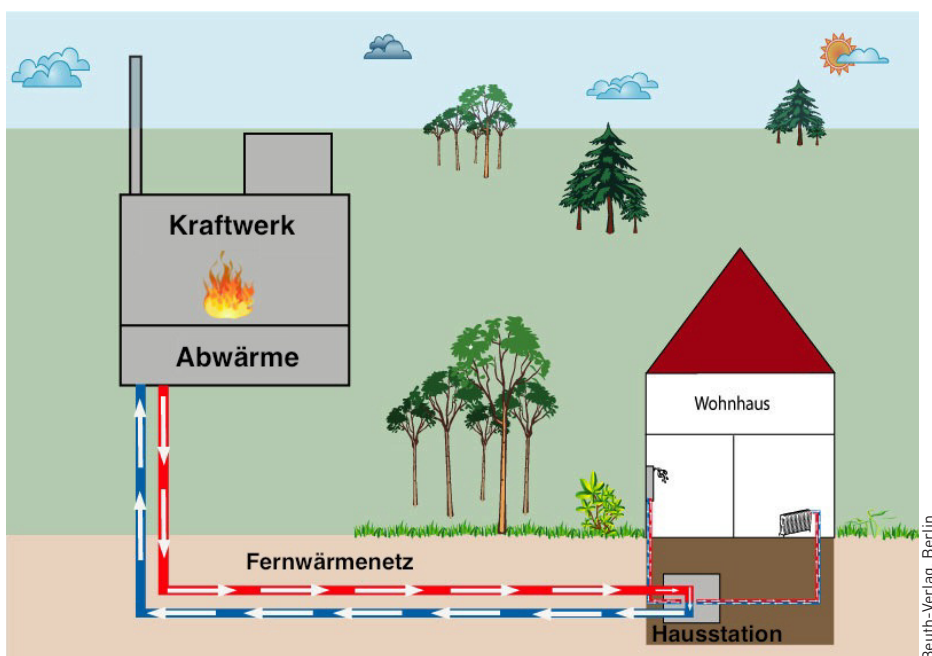 Kraftwerk
Abwärme
Wohnhaus
Fernwärmenetz
Hausstation
Beuth-Verlag, Berlin